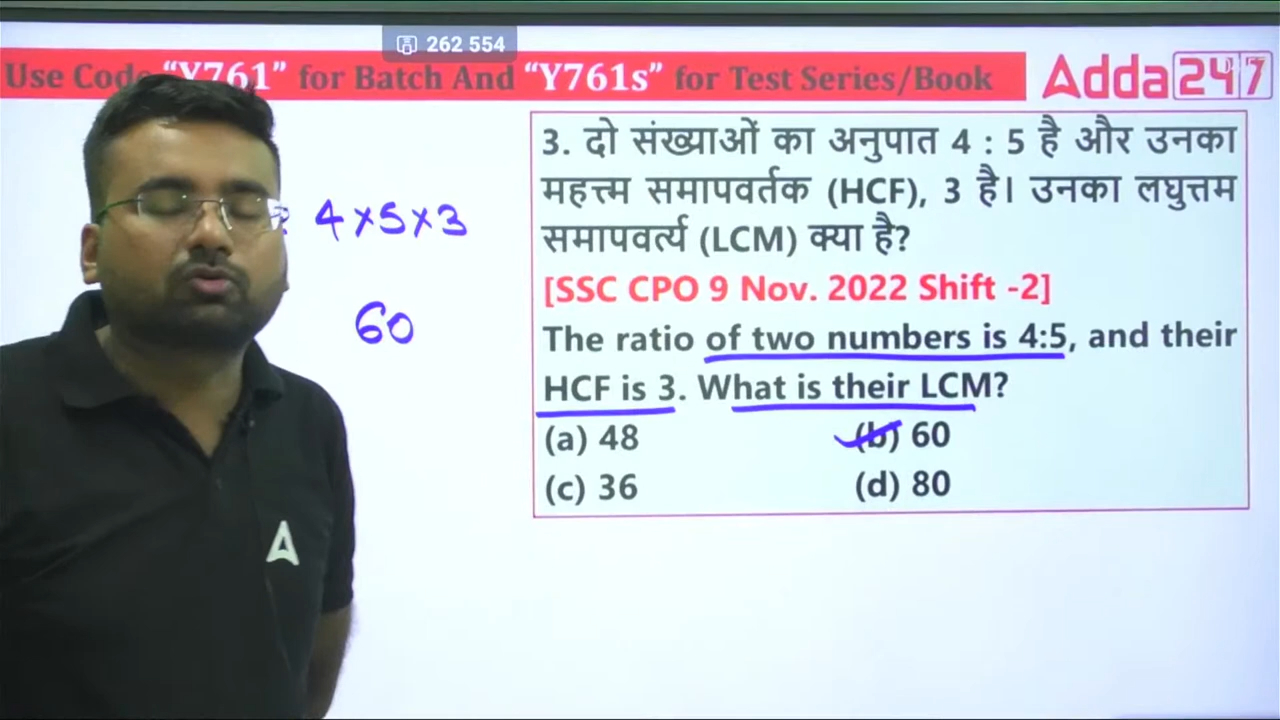 262 554
Use Code "Y761" for Batch And "Y761s" for Test Series/Book
Adda247
3. दो संख्याओं का अनुपात 4 : 5 है और उनका
महत्तम समापवर्तक (HCF), 3 है। उनका लघुत्तम
समापवर्त्य (LCM) क्या है?
[SSC CPO 9 Nov. 2022 Shift -2]
The ratio of two numbers is 4:5, and their
HCF is 3. What is their LCM?
(a) 48 (b) 60
(c) 36 (d) 80
4×5×3
60